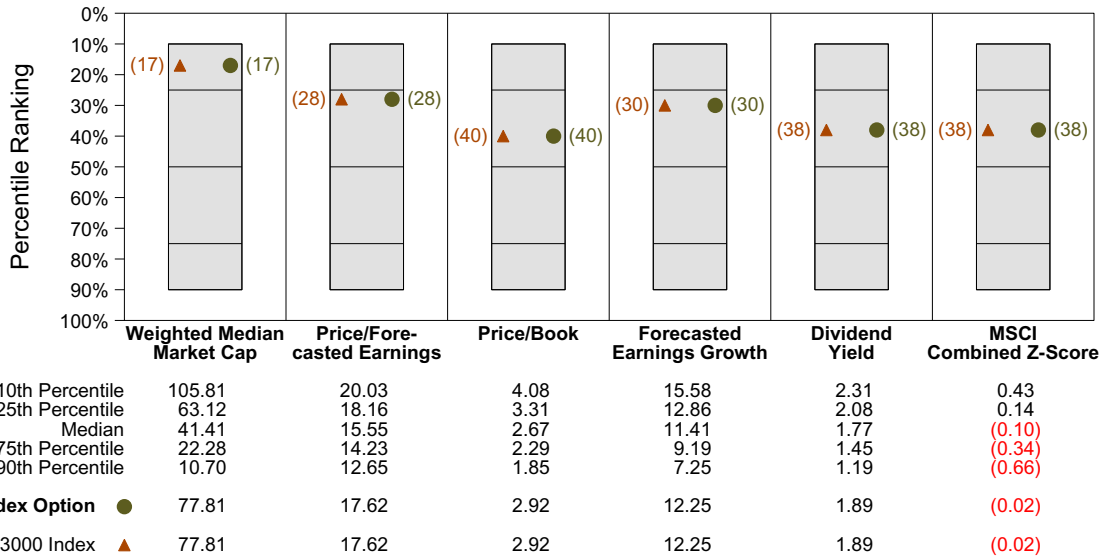 0%
10%
20%
30%
40%
50%
60%
70%
80%
90%
100%
Percentile Ranking
(17) (17)
(28) (28)
(40) (40)
(30) (30)
(38) (38)
(38) (38)
Weighted Median
Market Cap
Price/Fore-
casted Earnings
Price/Book
Forecasted
Earnings Growth
Dividend
Yield
MSCI
Combined Z-Score
10th Percentile 105.81 20.03 4.08 15.58 2.31 0.43
25th Percentile 63.12 18.16 3.31 12.86 2.08 0.14
Median 41.41 15.55 2.67 11.41 1.77 (0.10)
75th Percentile 22.28 14.23 2.29 9.19 1.45 (0.34)
90th Percentile 10.70 12.65 1.85 7.25 1.19 (0.66)
Option 77.81 17.62 2.92 12.25 1.89 (0.02)
3000 Index 77.81 17.62 2.92 12.25 1.89 (0.02)